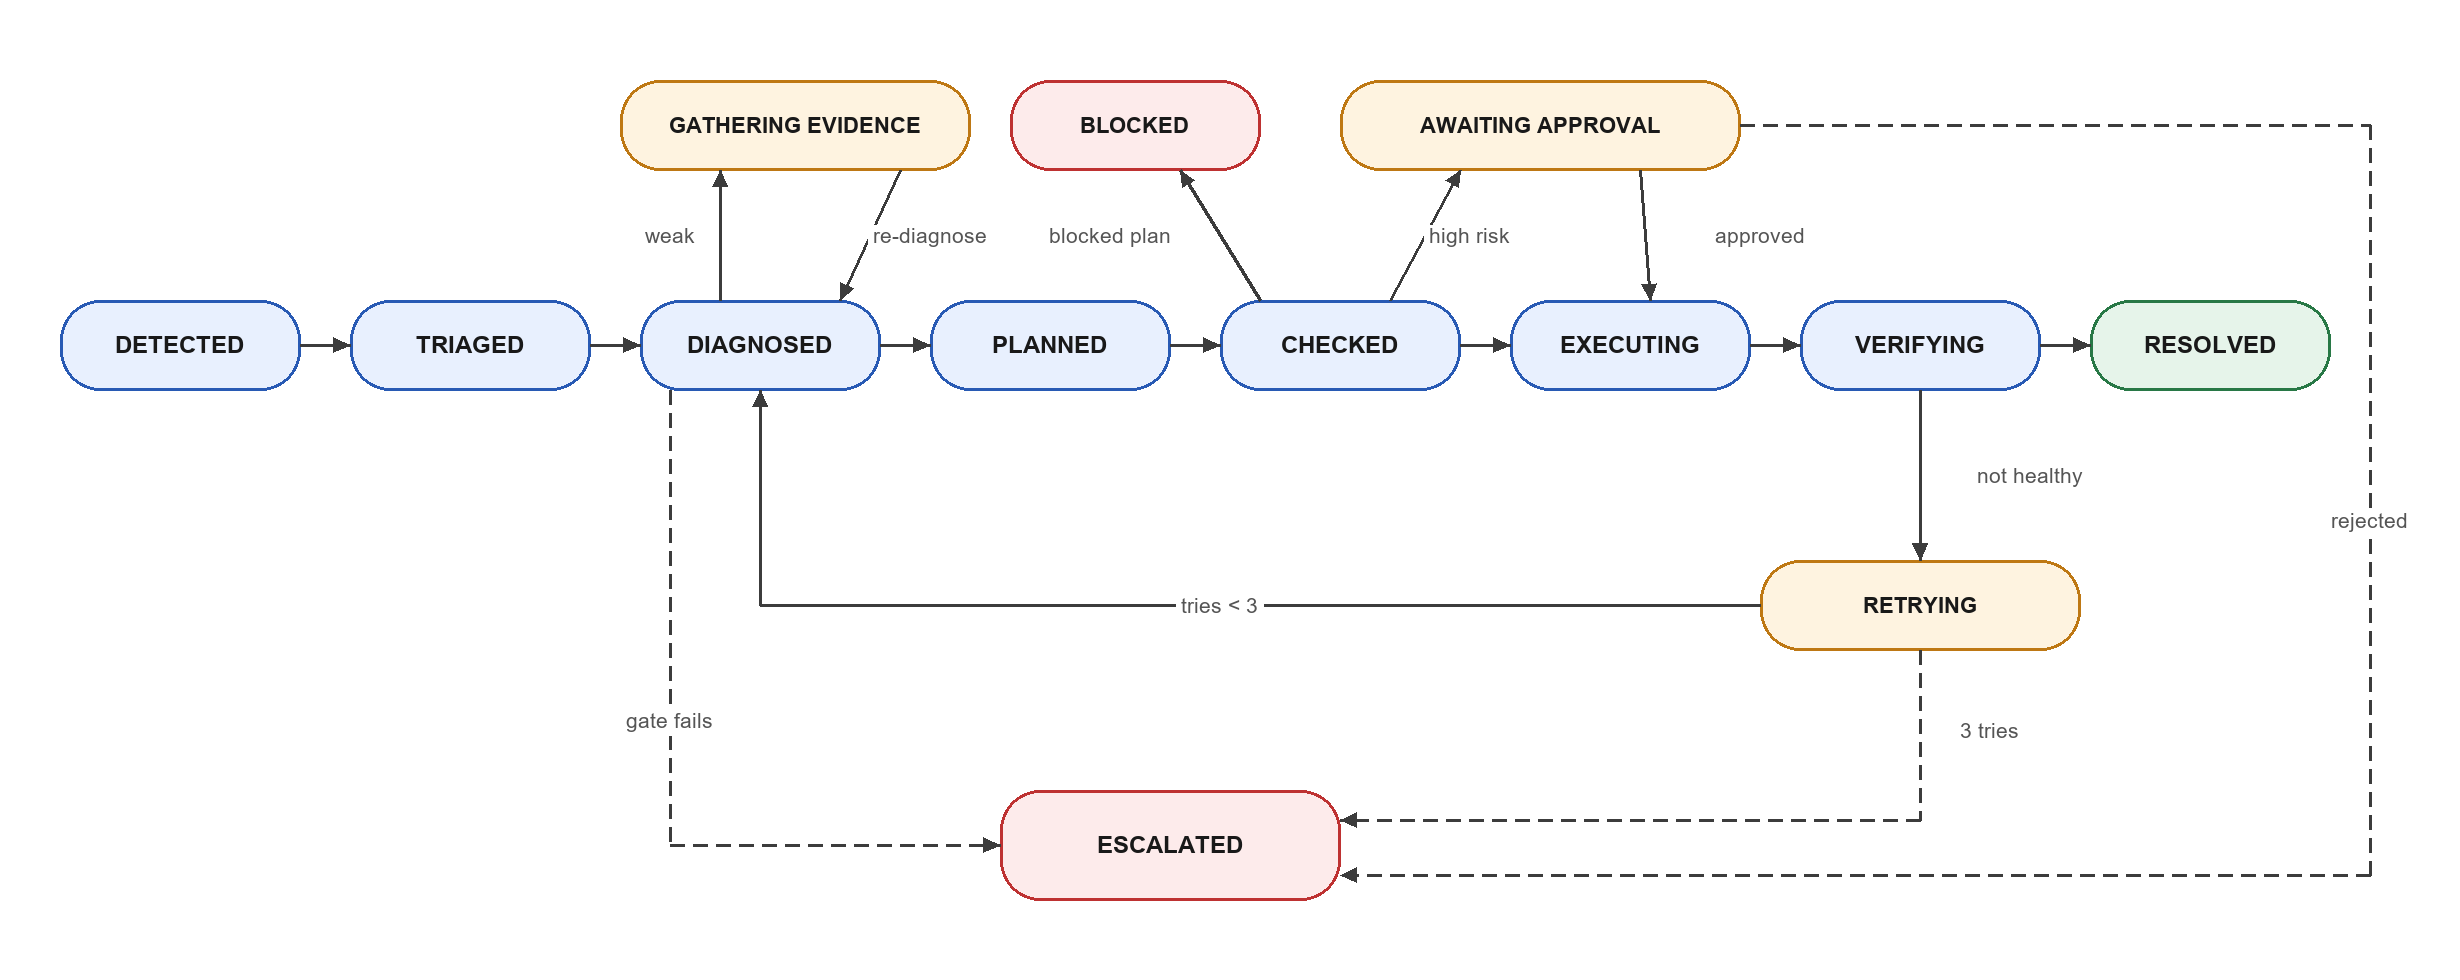 GATHERING EVIDENCE
BLOCKED
AWAITING APPROVAL
weak
re-diagnose
blocked plan
high risk
approved
DETECTED
TRIAGED
DIAGNOSED
PLANNED
CHECKED
EXECUTING
VERIFYING
RESOLVED
not healthy
rejected
tries < 3
RETRYING
gate fails
3 tries
ESCALATED